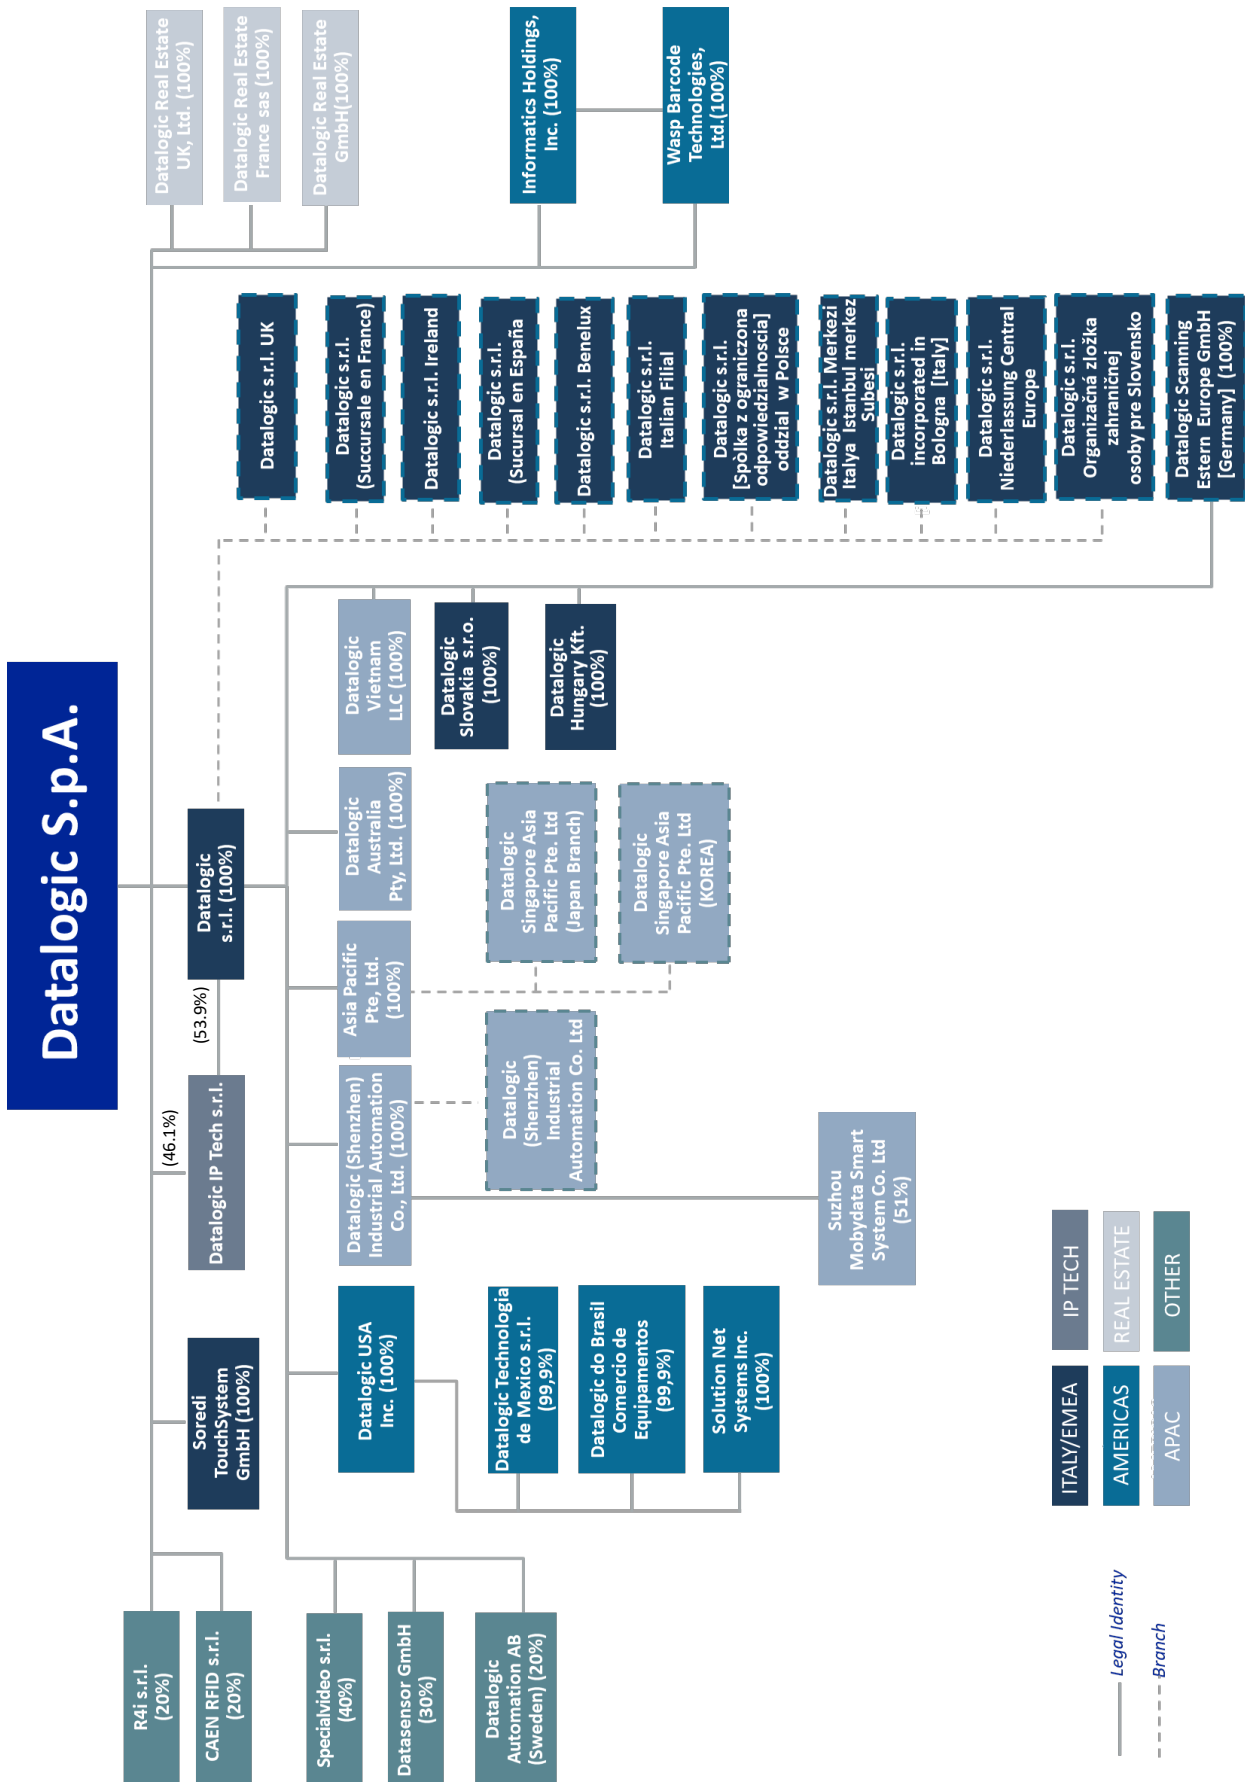 Datalogic S.p.A.
R4i s.r.l.
(20%)
CAEN RFID s.r.l.
(20%)
Soredi
TouchSystem
GmbH (100%)
(46.1%)
Datalogic IP Tech s.r.l.
(53.9%)
Datalogic
s.r.l. (100%)
Datalogic Real Estate
UK, Ltd. (100%)
Datalogic Real Estate
France sas (100%)
Datalogic Real Estate
GmbH(100%)
Informatics Holdings,
Inc. (100%)
Wasp Barcode
Technologies,
Ltd.(100%)
Datalogic s.r.l. UK
Datalogic s.r.l.
(Succursale en France)
Datalogic s.r.l. Ireland
Datalogic s.r.l.
(Sucursal en España)
Datalogic s.r.l. Benelux
Datalogic s.r.l.
Italian Filial
Datalogic s.r.l.
[Spòlka z ograniczona
odpowiedzialnoscia]
oddzial w Polsce
Datalogic s.r.l. Merkezi
Italya Istanbul merkez
Subesi
Datalogic s.r.l.
incorporated in
Bologna [Italy]
Datalogic s.r.l.
Niederlassung Central
Europe
Datalogic s.r.l.
Organizačná zložka
zahraničnej
osoby pre Slovensko
Datalogic Scanning
Estern Europe GmbH
[Germany] (100%)
Specialvideo s.r.l.
(40%)
Datasensor GmbH
(30%)
Datalogic
Automation AB
(Sweden) (20%)
Datalogic USA
Inc. (100%)
Datalogic Technologia
de Mexico s.r.l.
(99,9%)
Datalogic do Brasil
Comercio de
Equipamentos
(99,9%)
Solution Net
Systems Inc.
(100%)
Datalogic (Shenzhen)
Industrial Automation
Co., Ltd. (100%)
Datalogic
(Shenzhen)
Industrial
Automation Co. Ltd
Suzhou
Mobydata Smart
System Co. Ltd
(51%)
Asia Pacific
Pte, Ltd.
(100%)
Datalogic
Singapore Asia
Pacific Pte. Ltd
(Japan Branch)
Datalogic
Singapore Asia
Pacific Pte. Ltd
(KOREA)
Datalogic
Australia
Pty, Ltd. (100%)
Datalogic
Vietnam
LLC (100%)
Datalogic
Slovakia s.r.o.
(100%)
Datalogic
Hungary Kft.
(100%)
Legal Identity
Branch
ITALY/EMEA
IP TECH
AMERICAS
REAL ESTATE
APAC
OTHER